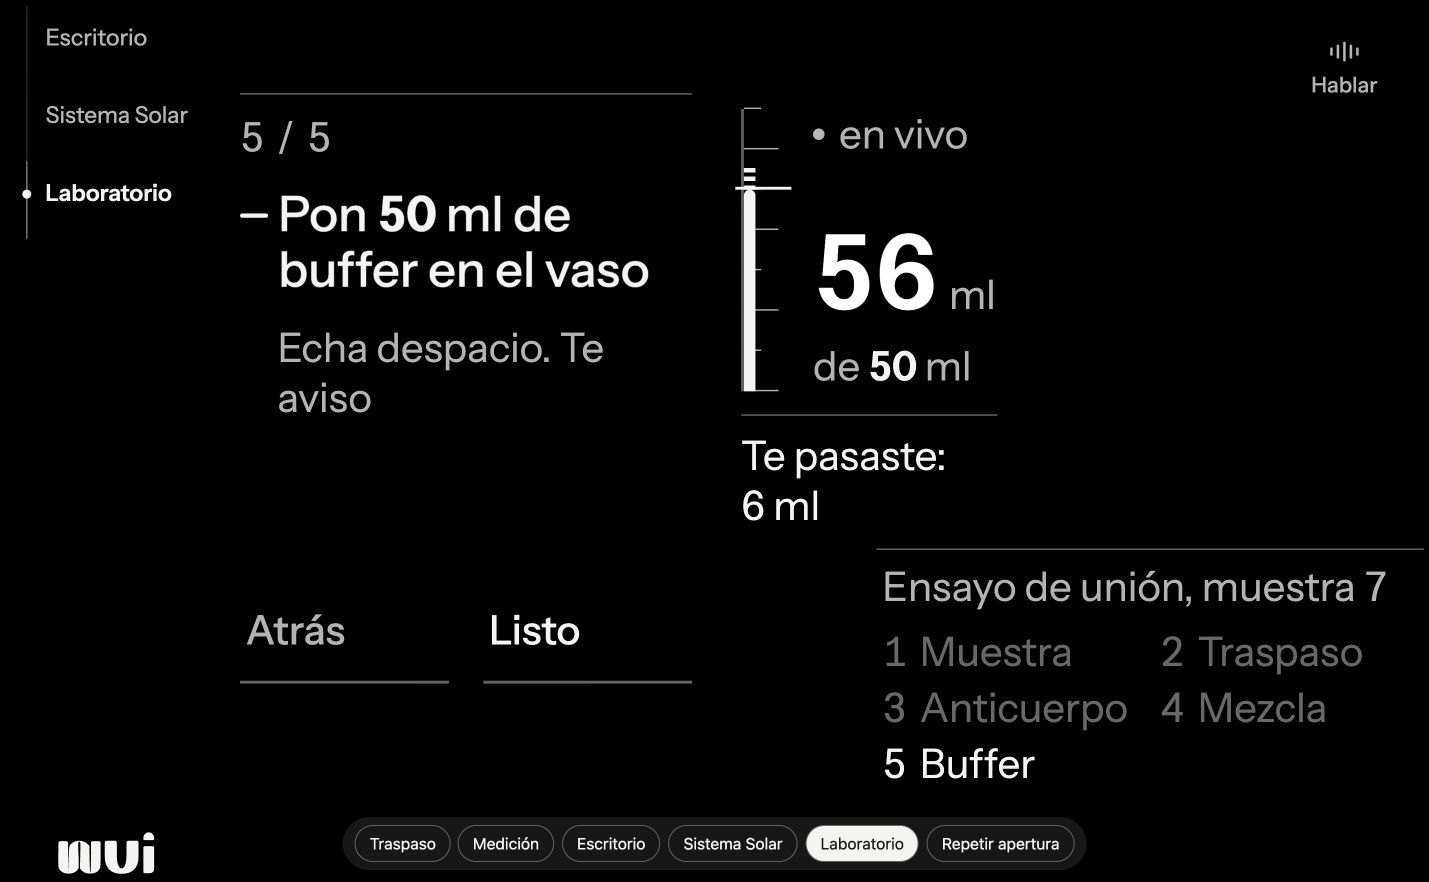 Escritorio
Sistema Solar
Laboratorio
Hablar
5 / 5
– Pon 50 ml de
buffer en el vaso
Echa despacio. Te
aviso
Atrás
Listo
• en vivo
56 ml
de 50 ml
Te pasaste:
6 ml
Ensayo de unión, muestra 7
1 Muestra
2 Traspaso
3 Anticuerpo
4 Mezcla
5 Buffer
wui
Traspaso
Medición
Escritorio
Sistema Solar
Laboratorio
Repetir apertura